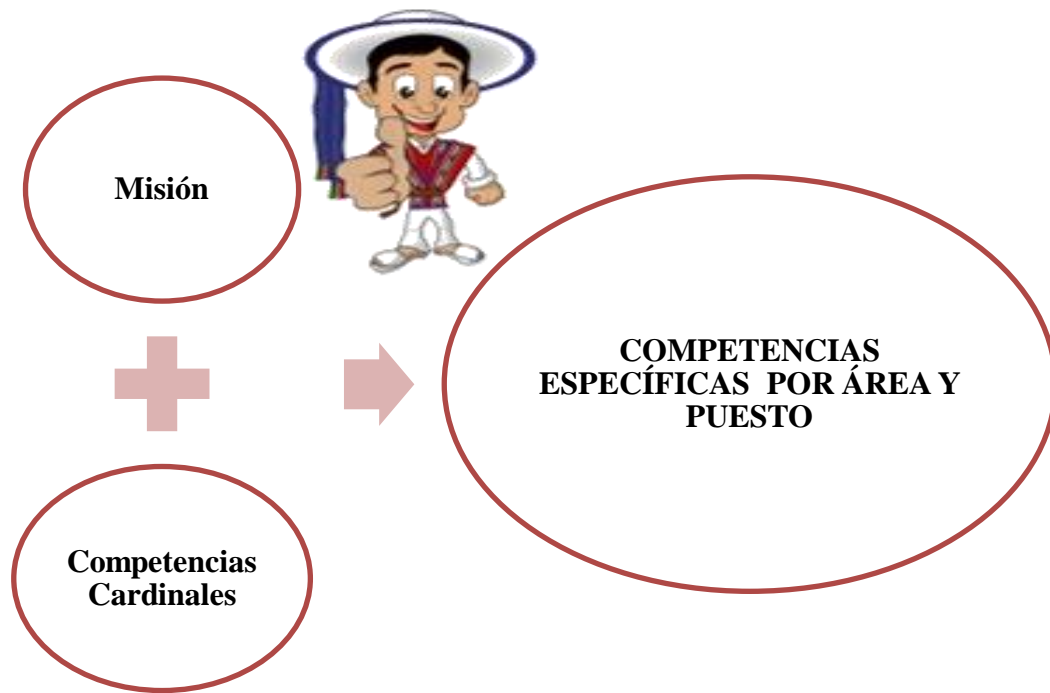 Misión
COMPETENCIAS
ESPECÍFICAS POR ÁREA Y
PUESTO
Competencias
Cardinales